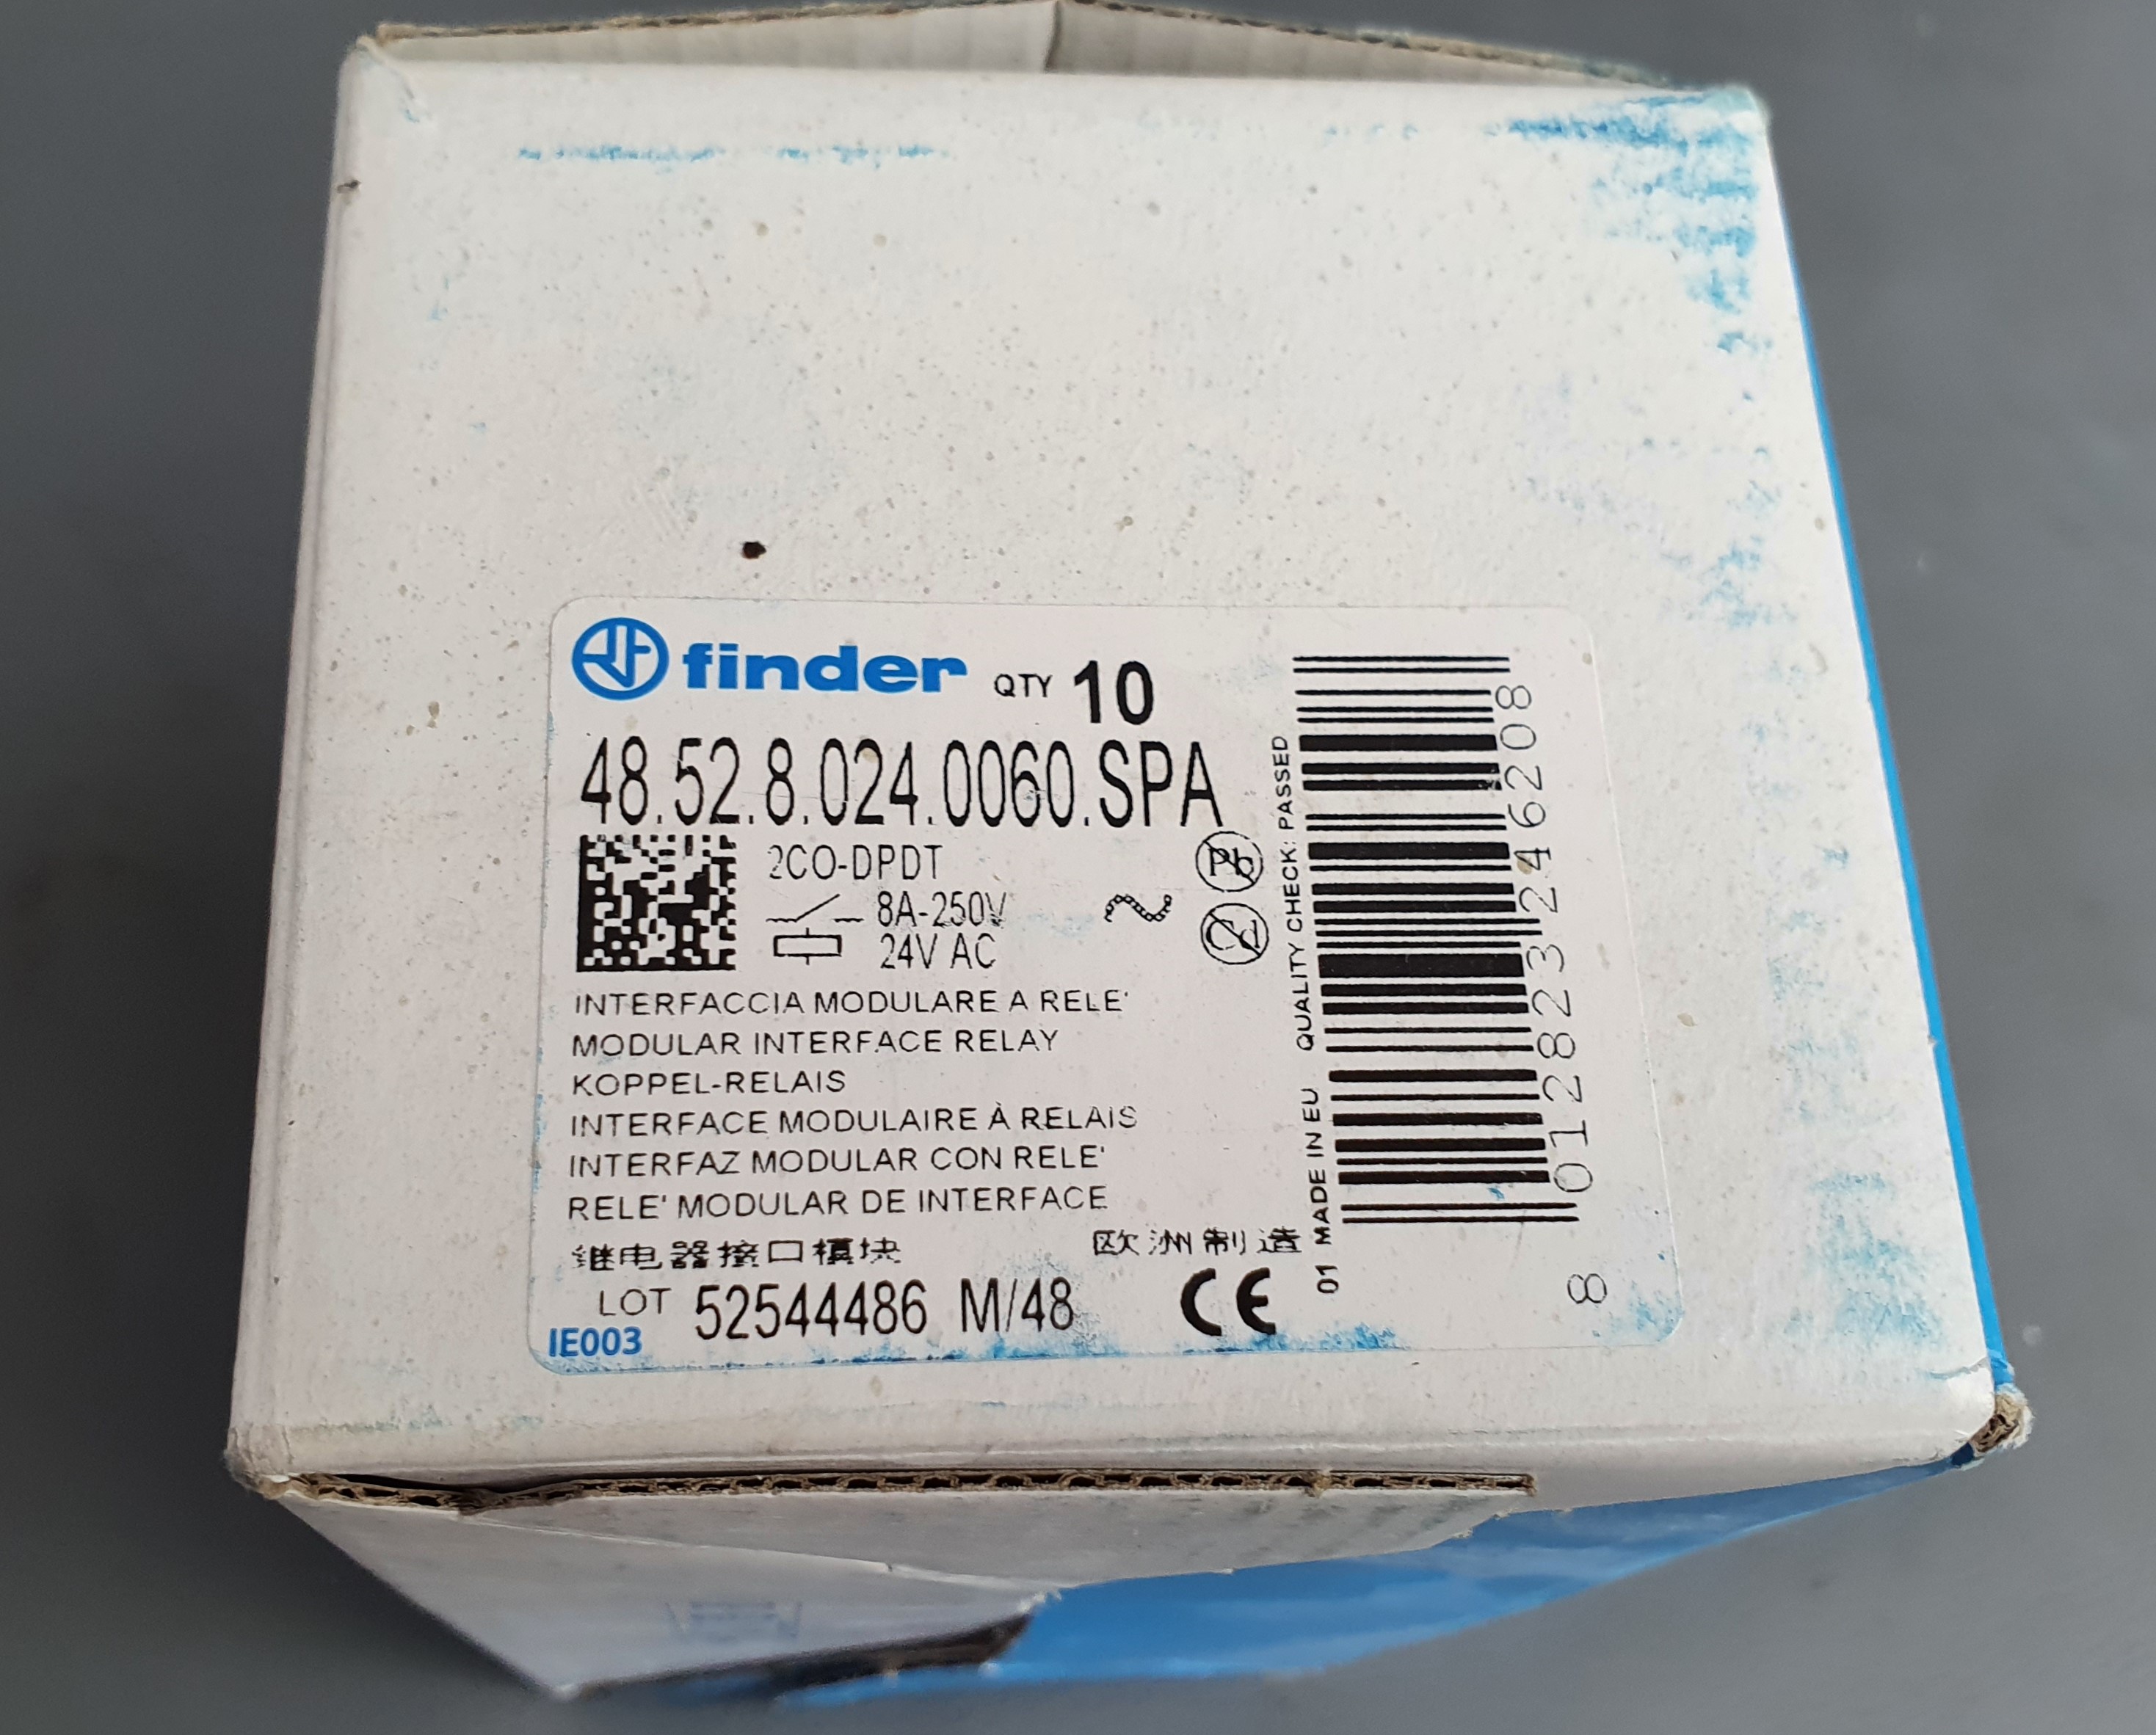 finder QTY 10
48.52.8.024.0060.SPA
2CO-DPDT
8A-250V
24V AC
Pb
INTERFACCIA MODULARE A RELE'
MODULAR INTERFACE RELAY
KOPPEL-RELAIS
INTERFACE MODULAIRE À RELAIS
INTERFAZ MODULAR CON RELE'
RELE' MODULAR DE INTERFACE
继电器接口模块 欧洲制造
LOT 52544486 M/48 CE
IE003
01 MADE IN EU QUALITY CHECK: PASSED
8 012823 246208